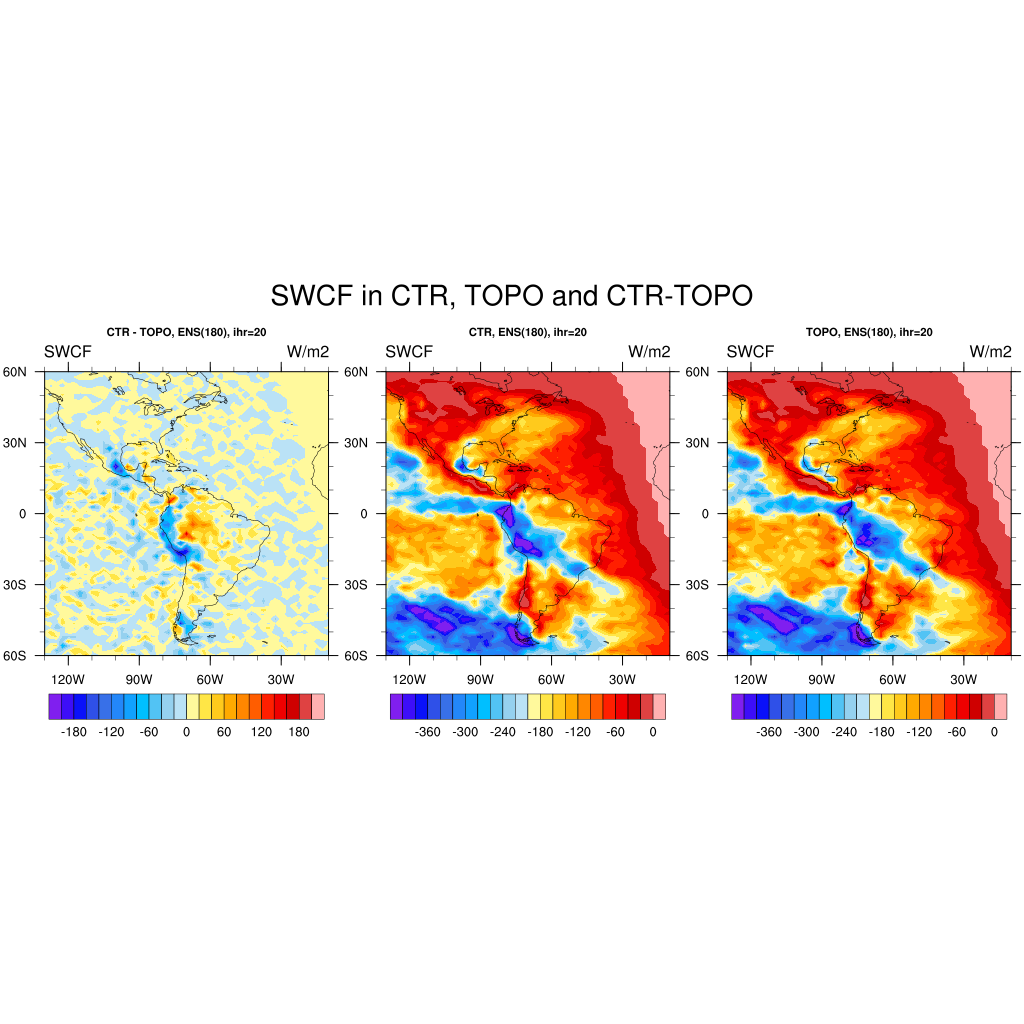 SWCF in CTR, TOPO and CTR-TOPO
CTR - TOPO, ENS(180), ihr=20
SWCF W/m2
60N
30N
0
30S
60S
120W 90W 60W 30W
-180 -120 -60 0 60 120 180
CTR, ENS(180), ihr=20
SWCF W/m2
60N
30N
0
30S
60S
120W 90W 60W 30W
-360 -300 -240 -180 -120 -60 0
TOPO, ENS(180), ihr=20
SWCF W/m2
60N
30N
0
30S
60S
120W 90W 60W 30W
-360 -300 -240 -180 -120 -60 0